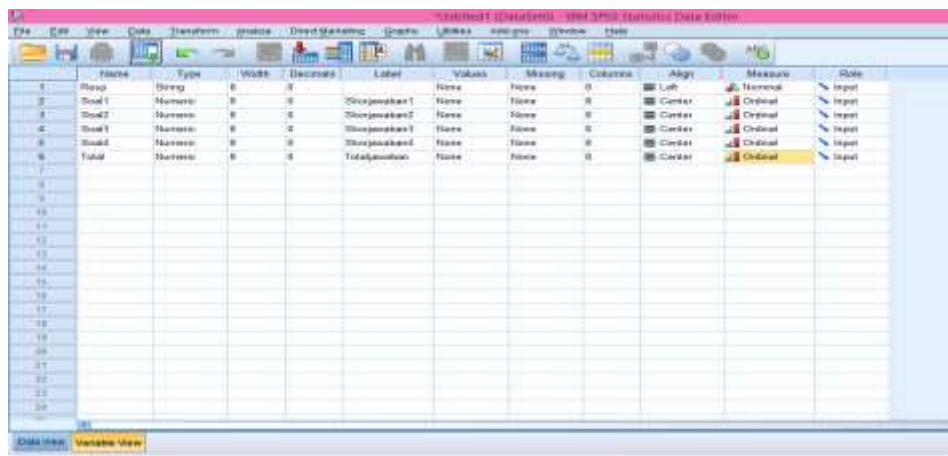 *Untitled1 [DataSet0] - IBM SPSS Statistics Data Editor
File Edit View Data Transform Analyze Direct Marketing Graphs Utilities Add-ons Window Help
Name Type Width Decimals Label Values Missing Columns Align Measure Role
1 Resp String 8 0 None None 8 Left Nominal Input
2 Soal1 Numeric 8 0 Skorjawaban1 None None 8 Center Ordinal Input
3 Soal2 Numeric 8 0 Skorjawaban2 None None 8 Center Ordinal Input
4 Soal3 Numeric 8 0 Skorjawaban3 None None 8 Center Ordinal Input
5 Soal4 Numeric 8 0 Skorjawaban4 None None 8 Center Ordinal Input
6 Total Numeric 8 0 Totaljawaban None None 8 Center Ordinal Input
7
8
9
10
11
12
13
14
15
16
17
18
19
20
21
22
23
24
Data View Variable View